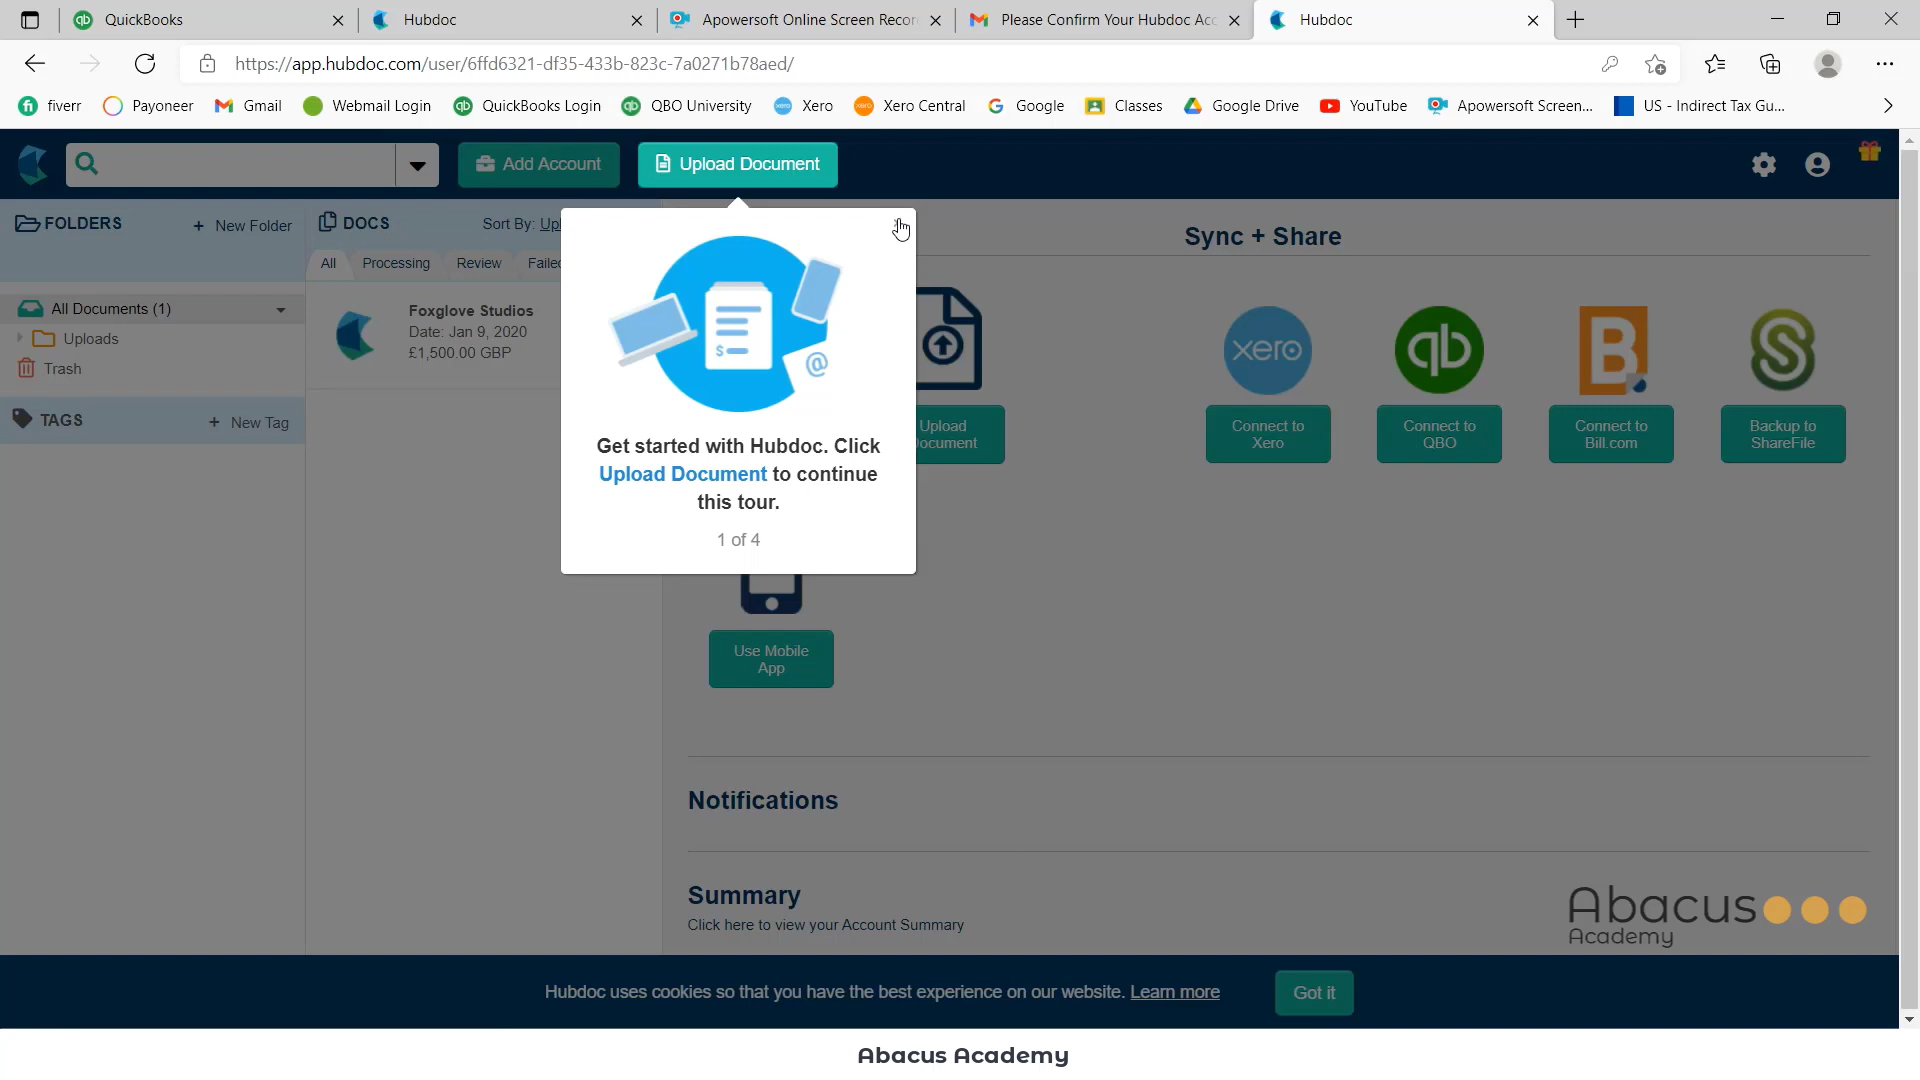 QuickBooks
Hubdoc
Apowersoft Online Screen Recor
Please Confirm Your Hubdoc Acc
Hubdoc
https://app.hubdoc.com/user/6ffd6321-df35-433b-823c-7a0271b78aed/
fiverr
Payoneer
Gmail
Webmail Login
QuickBooks Login
QBO University
Xero
Xero Central
Google
Classes
Google Drive
YouTube
Apowersoft Screen...
US - Indirect Tax Gu...
Add Account
Upload Document
FOLDERS
+ New Folder
DOCS
Sort By: Upl
All
Processing
Review
Failed
All Documents (1)
Uploads
Trash
TAGS
+ New Tag
Foxglove Studios
Date: Jan 9, 2020
£1,500.00 GBP
$
@
Get started with Hubdoc. Click
Upload Document to continue
this tour.
1 of 4
Upload
Document
Use Mobile
App
Sync + Share
xero
qb
B
S
Connect to
Xero
Connect to
QBO
Connect to
Bill.com
Backup to
ShareFile
Notifications
Summary
Click here to view your Account Summary
Abacus
Academy
Hubdoc uses cookies so that you have the best experience on our website. Learn more
Got it
Abacus Academy